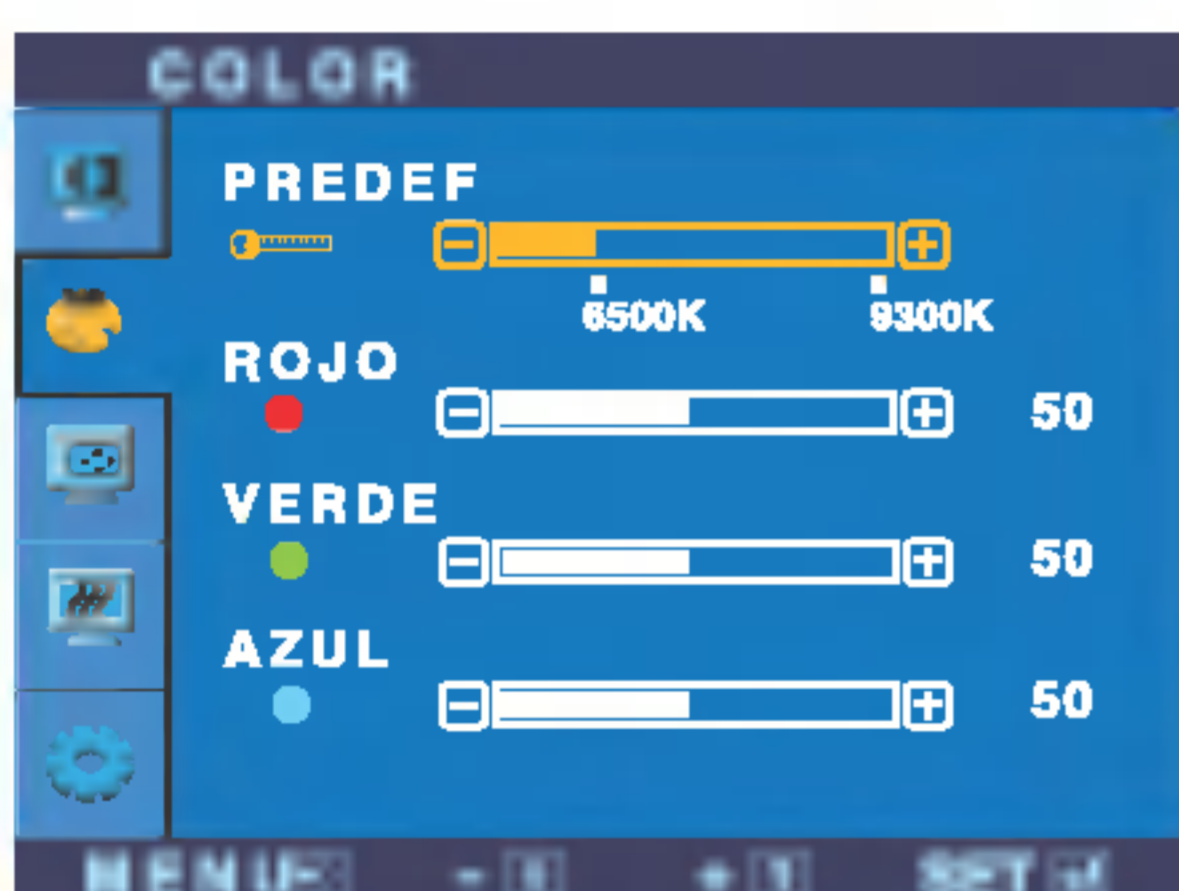 COLOR
PREDEF
6500K 9300K
ROJO
50
VERDE
50
AZUL
50
MENU - + SET